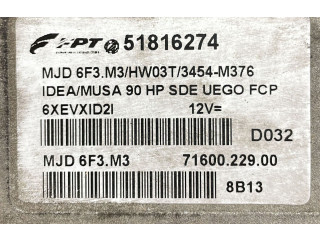 FPT 51816274
MJD 6F3.M3/HW03T/3454-M376
IDEA/MUSA 90 HP SDE UEGO FCP
6XEVXID2I 12V=
D032
MJD 6F3.M3 71600.229.00
8B13